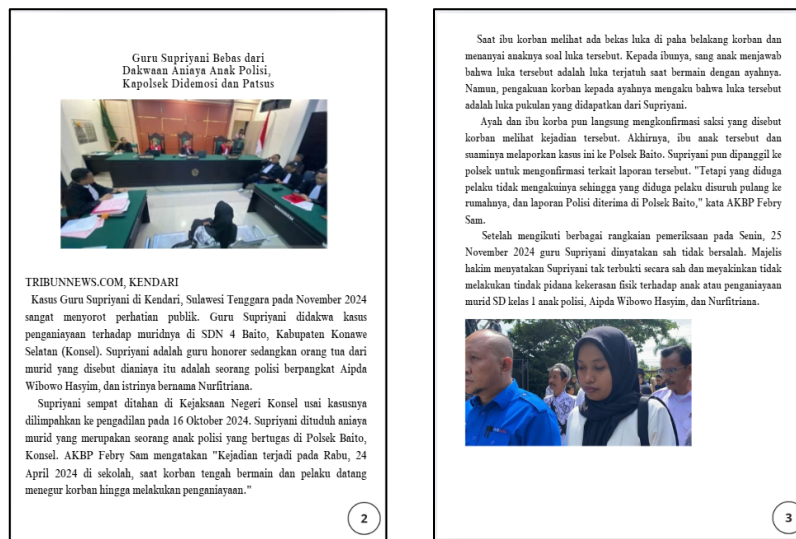 Guru Supriyani Bebas dari
Dakwaan Aniaya Anak Polisi,
Kapolsek Didemosi dan Patsus
TRIBUNNEWS.COM, KENDARI
Kasus Guru Supriyani di Kendari, Sulawesi Tenggara pada November 2024
sangat menyorot perhatian publik. Guru Supriyani didakwa kasus
penganiayaan terhadap muridnya di SDN 4 Baito, Kabupaten Konawe
Selatan (Konsel). Supriyani adalah guru honorer sedangkan orang tua dari
murid yang disebut dianiaya itu adalah seorang polisi berpangkat Aipda
Wibowo Hasyim, dan istrinya bernama Nurfitriana.
Supriyani sempat ditahan di Kejaksaan Negeri Konsel usai kasusnya
dilimpahkan ke pengadilan pada 16 Oktober 2024. Supriyani dituduh aniaya
murid yang merupakan seorang anak polisi yang bertugas di Polsek Baito,
Konsel. AKBP Febry Sam mengatakan "Kejadian terjadi pada Rabu, 24
April 2024 di sekolah, saat korban tengah bermain dan pelaku datang
menegur korban hingga melakukan penganiayaan."
2
Saat ibu korban melihat ada bekas luka di paha belakang korban dan
menanyai anaknya soal luka tersebut. Kepada ibunya, sang anak menjawab
bahwa luka tersebut adalah luka terjatuh saat bermain dengan ayahnya.
Namun, pengakuan korban kepada ayahnya mengaku bahwa luka tersebut
adalah luka pukulan yang didapatkan dari Supriyani.
Ayah dan ibu korba pun langsung mengkonfirmasi saksi yang disebut
korban melihat kejadian tersebut. Akhirnya, ibu anak tersebut dan
suaminya melaporkan kasus ini ke Polsek Baito. Supriyani pun dipanggil ke
polsek untuk mengonfirmasi terkait laporan tersebut. "Tetapi yang diduga
pelaku tidak mengakuinya sehingga yang diduga pelaku disuruh pulang ke
rumahnya, dan laporan Polisi diterima di Polsek Baito," kata AKBP Febry
Sam.
Setelah mengikuti berbagai rangkaian pemeriksaan pada Senin, 25
November 2024 guru Supriyani dinyatakan sah tidak bersalah. Majelis
hakim menyatakan Supriyani tak terbukti secara sah dan meyakinkan tidak
melakukan tindak pidana kekerasan fisik terhadap anak atau penganiayaan
murid SD kelas 1 anak polisi, Aipda Wibowo Hasyim, dan Nurfitriana.
3